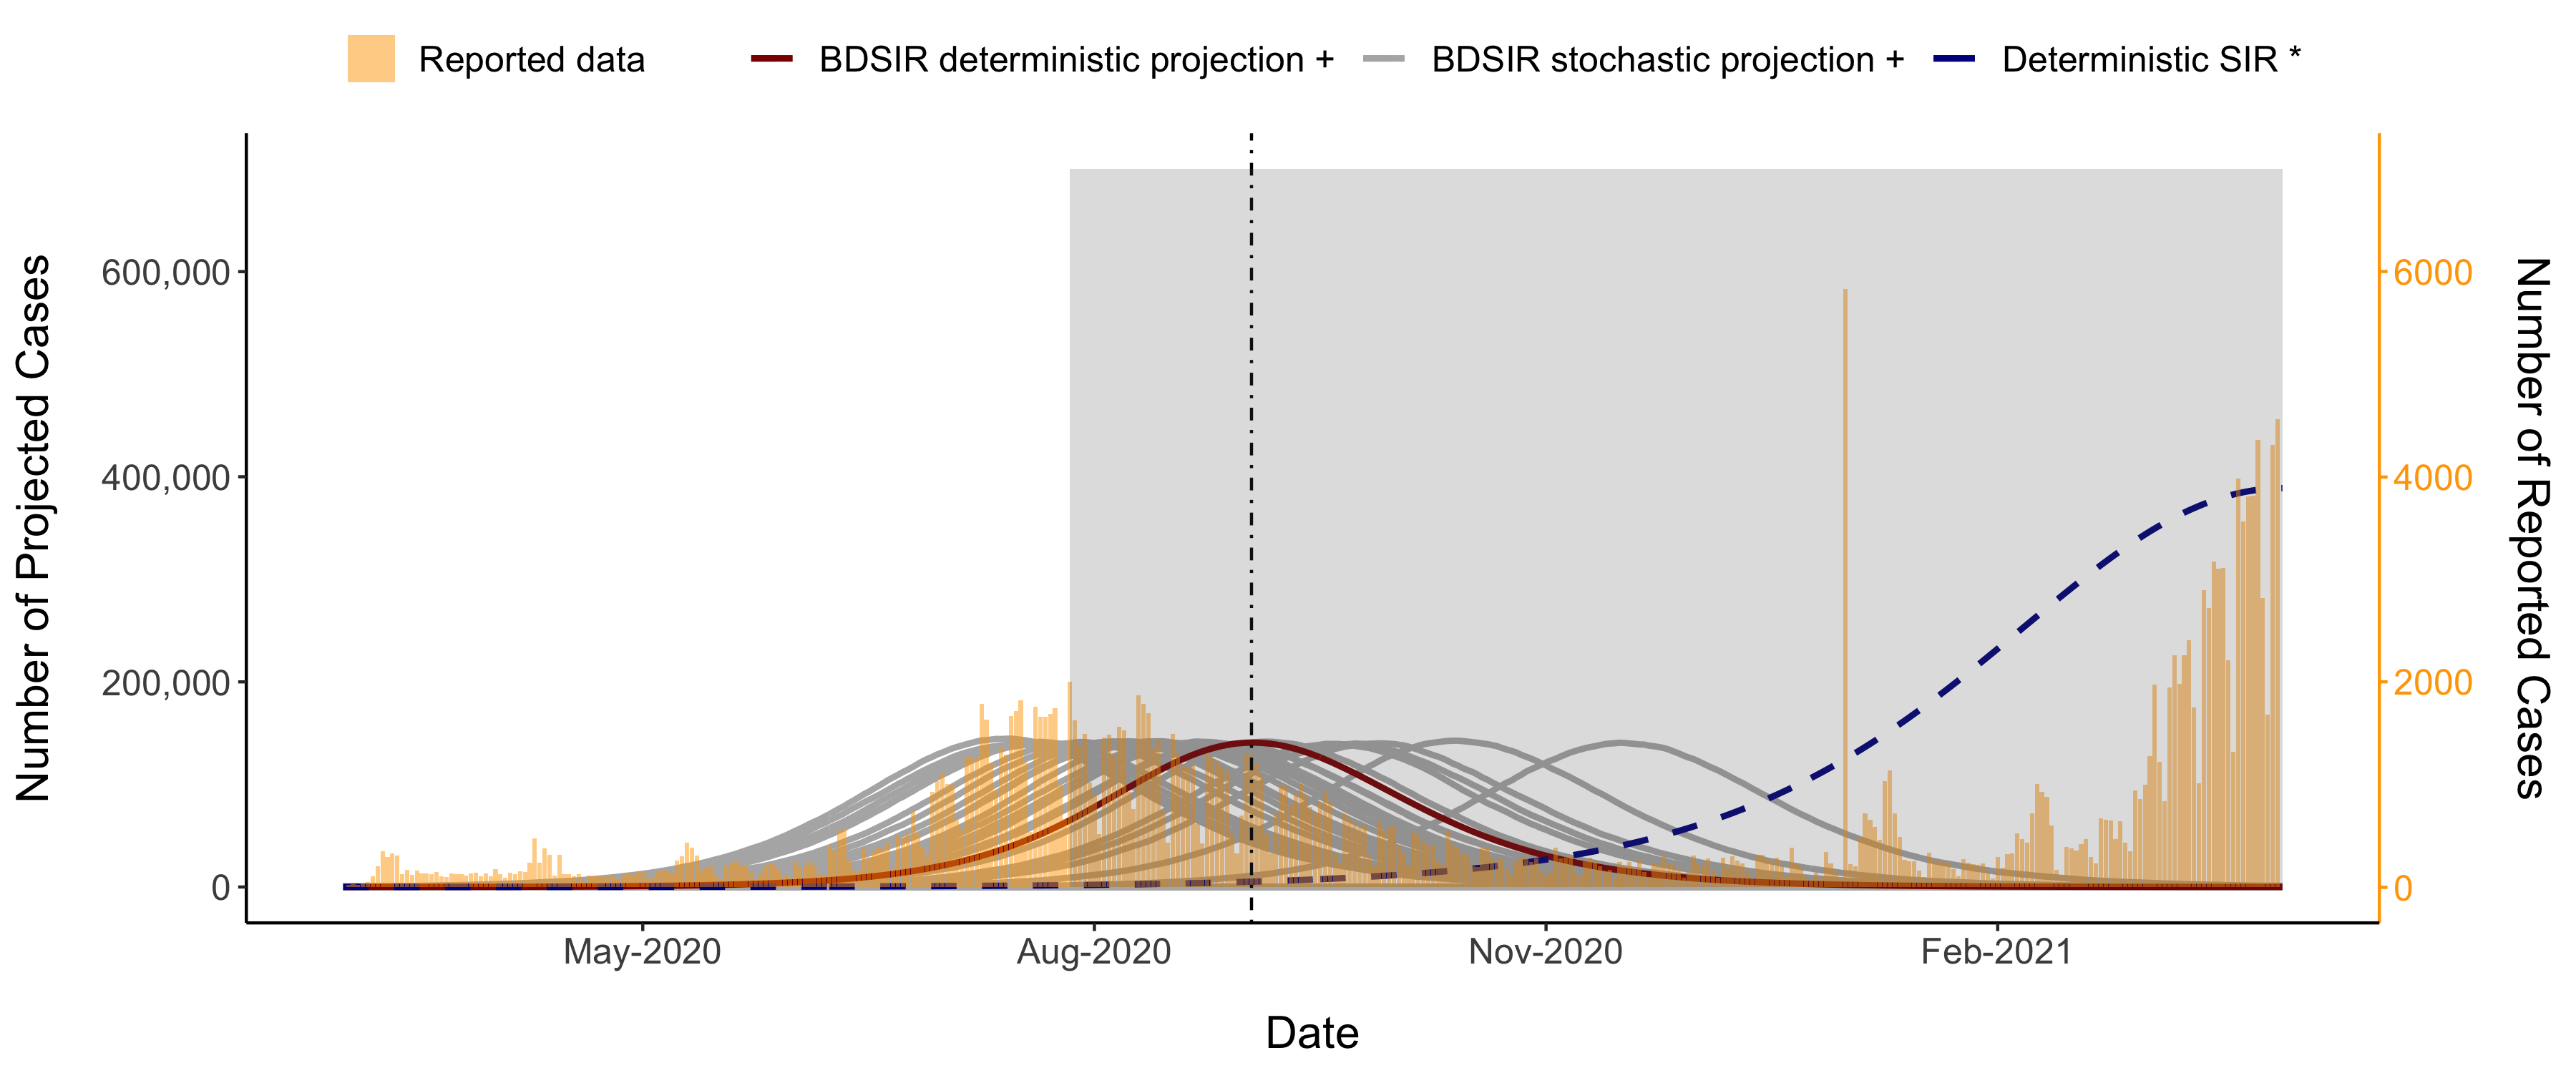 Reported data
BDSIR deterministic projection +
BDSIR stochastic projection +
Deterministic SIR *
Number of Projected Cases
600,000
400,000
200,000
0
6000
4000
2000
0
Number of Reported Cases
May-2020
Aug-2020
Nov-2020
Feb-2021
Date